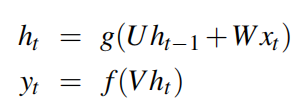 hₜ = g(Uhₜ₋₁ + Wxₜ)
yₜ = f(Vhₜ)